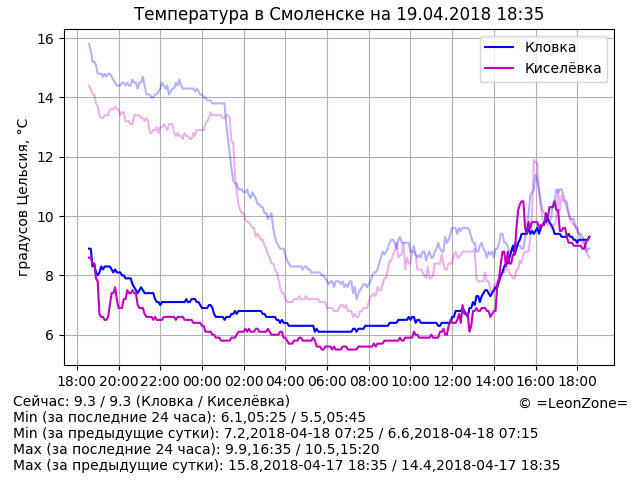 Температура в Смоленске на 19.04.2018 18:35
градусов Цельсия, °C
16
14
12
10
8
6
Кловка
Киселёвка
18:00 20:00 22:00 00:00 02:00 04:00 06:00 08:00 10:00 12:00 14:00 16:00 18:00
Сейчас: 9.3 / 9.3 (Кловка / Киселёвка)
© =LeonZone=
Min (за последние 24 часа): 6.1,05:25 / 5.5,05:45
Min (за предыдущие сутки): 7.2,2018-04-18 07:25 / 6.6,2018-04-18 07:15
Max (за последние 24 часа): 9.9,16:35 / 10.5,15:20
Max (за предыдущие сутки): 15.8,2018-04-17 18:35 / 14.4,2018-04-17 18:35